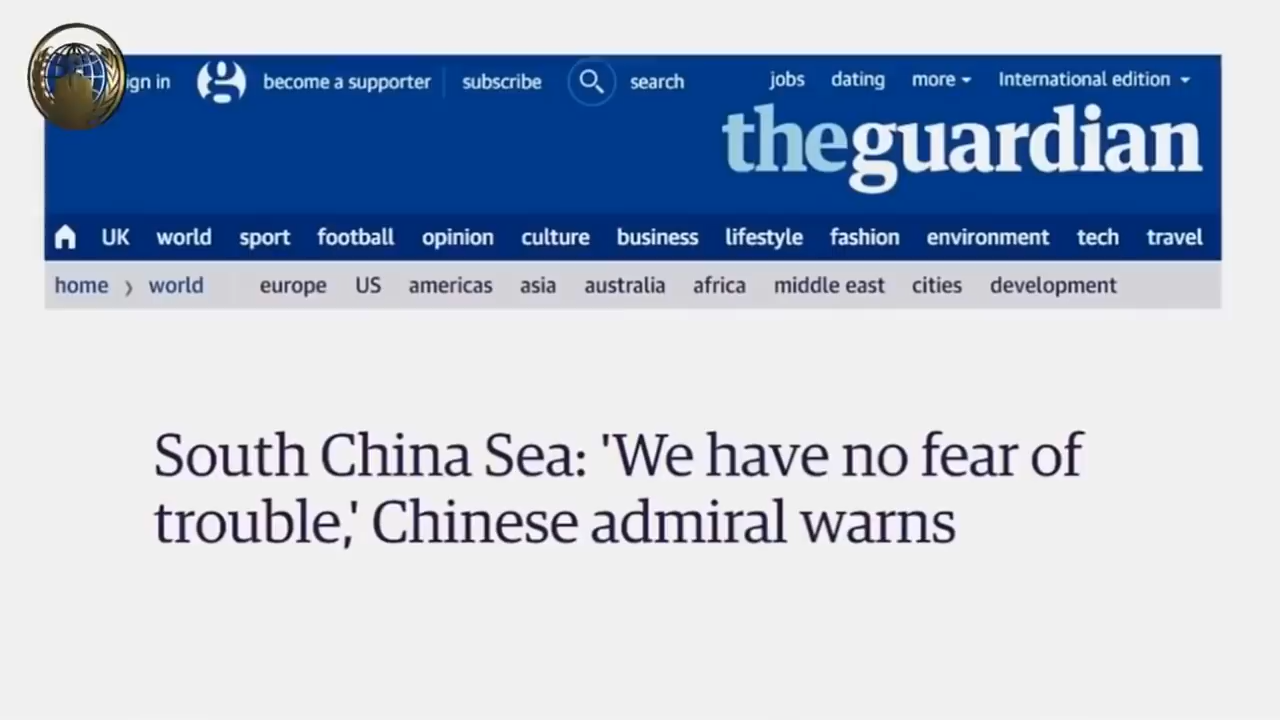 ign in become a supporter subscribe search jobs dating more International edition
theguardian
UK world sport football opinion culture business lifestyle fashion environment tech travel
home › world europe US americas asia australia africa middle east cities development
South China Sea: 'We have no fear of
trouble,' Chinese admiral warns